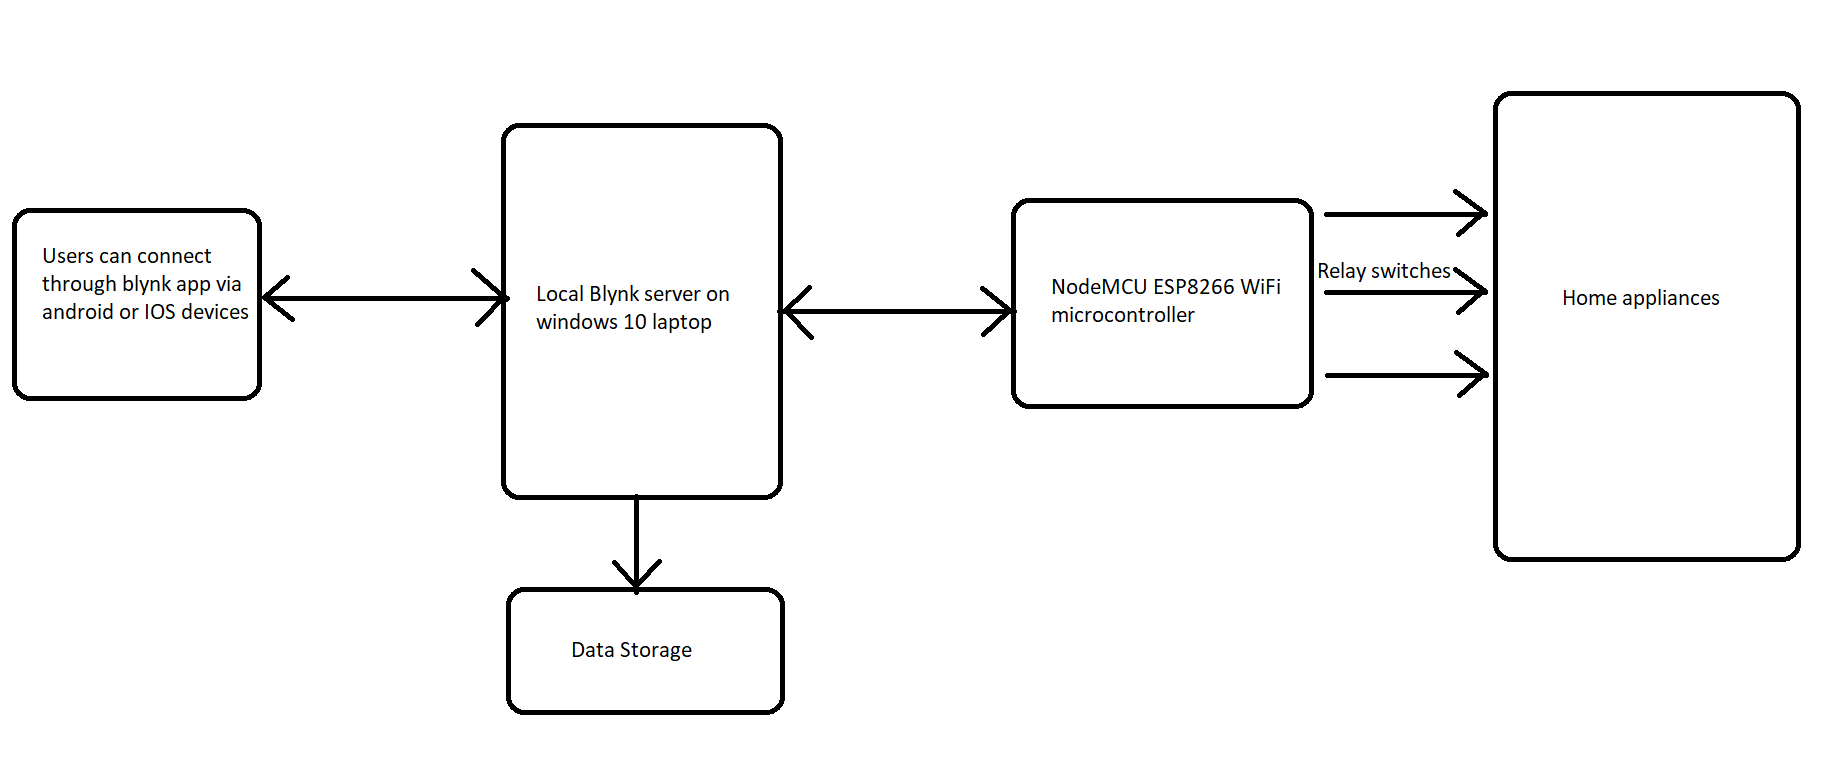 Users can connect
through blynk app via
android or IOS devices
Local Blynk server on
windows 10 laptop
NodeMCU ESP8266 WiFi
microcontroller
Relay switches
Home appliances
Data Storage